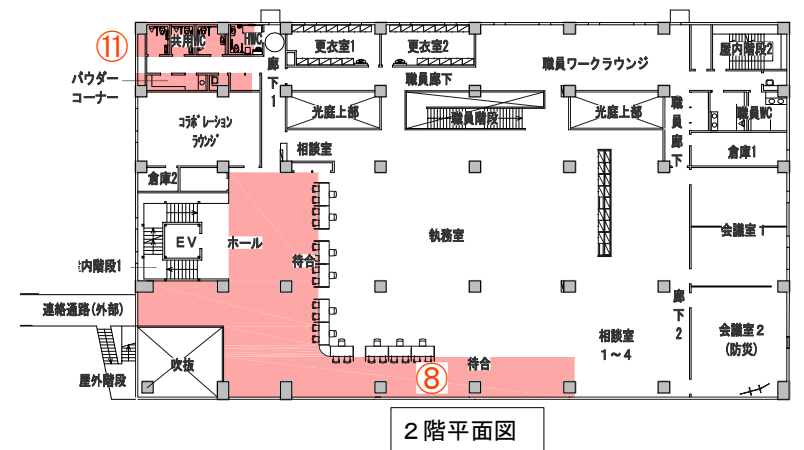 ⑪
共用WC
HWC
パウダー
コーナー
廊下1
更衣室1
更衣室2
職員廊下
職員ワークラウンジ
屋内階段2
コラボレーション
ラウンジ
光庭上部
職員階段
光庭上部
職員廊下
職員WC
相談室
倉庫1
倉庫2
EV
ホール
待合
執務室
会議室1
内階段1
連絡通路(外部)
廊下2
相談室
1~4
会議室2
(防災)
屋外階段
吹抜
⑧
待合
2階平面図